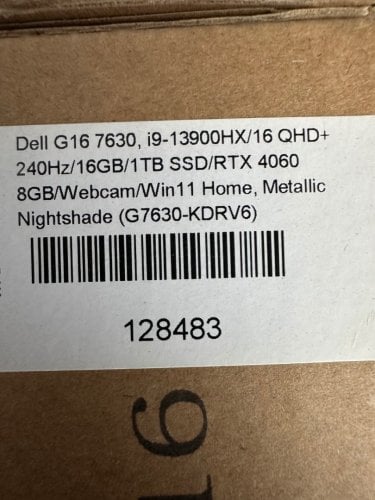 Dell G16 7630, i9-13900HX/16 QHD+
240Hz/16GB/1TB SSD/RTX 4060
8GB/Webcam/Win11 Home, Metallic
Nightshade (G7630-KDRV6)
128483